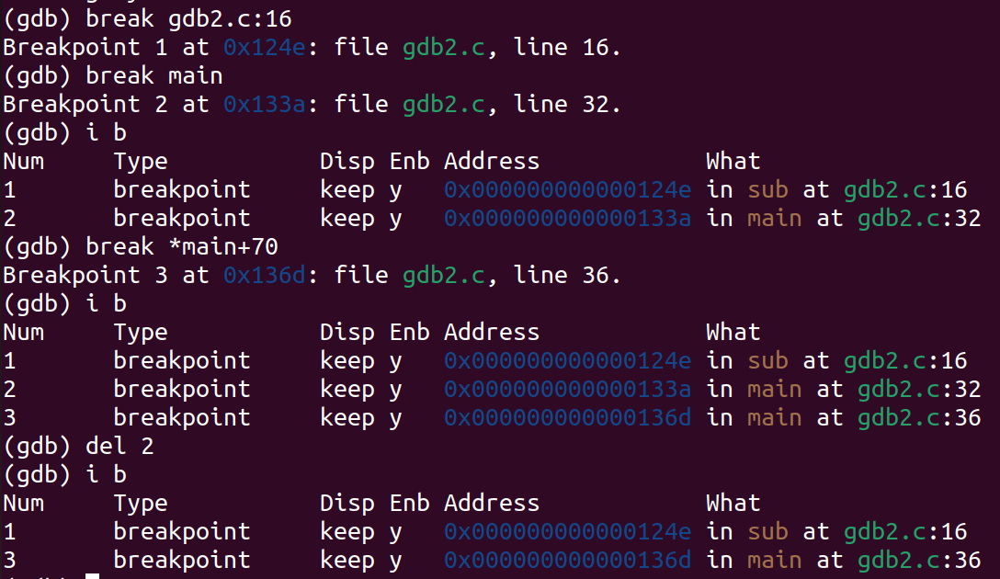 (gdb) break gdb2.c:16
Breakpoint 1 at 0x124e: file gdb2.c, line 16.
(gdb) break main
Breakpoint 2 at 0x133a: file gdb2.c, line 32.
(gdb) i b
Num     Type           Disp Enb Address            What
1       breakpoint     keep y   0x000000000000124e in sub at gdb2.c:16
2       breakpoint     keep y   0x000000000000133a in main at gdb2.c:32
(gdb) break *main+70
Breakpoint 3 at 0x136d: file gdb2.c, line 36.
(gdb) i b
Num     Type           Disp Enb Address            What
1       breakpoint     keep y   0x000000000000124e in sub at gdb2.c:16
2       breakpoint     keep y   0x000000000000133a in main at gdb2.c:32
3       breakpoint     keep y   0x000000000000136d in main at gdb2.c:36
(gdb) del 2
(gdb) i b
Num     Type           Disp Enb Address            What
1       breakpoint     keep y   0x000000000000124e in sub at gdb2.c:16
3       breakpoint     keep y   0x000000000000136d in main at gdb2.c:36